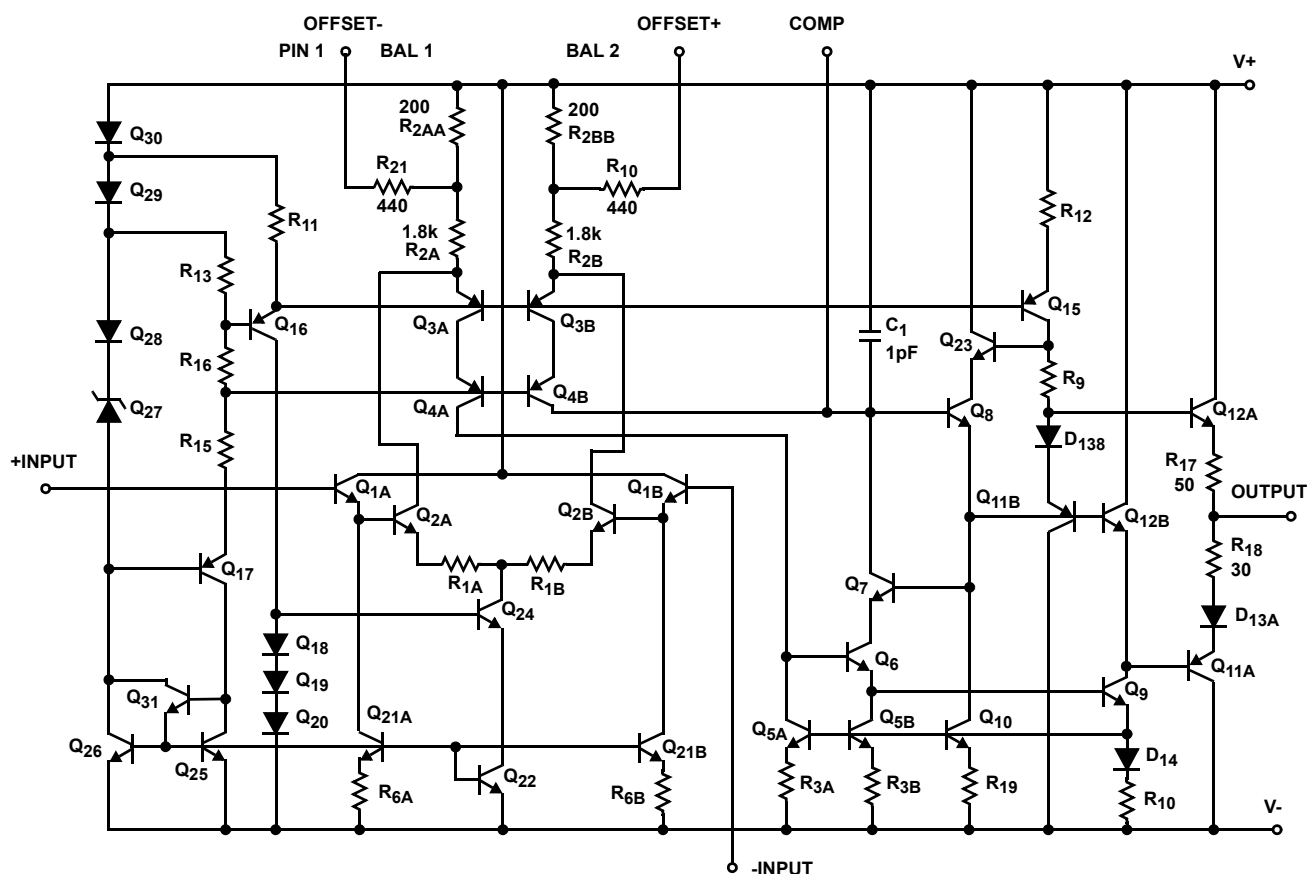 OFFSET-
OFFSET+
COMP
PIN 1
BAL 1
BAL 2
V+
200
R2AA
200
R2BB
Q30
R21
440
R10
440
Q29
R11
R12
1.8k
R2A
1.8k
R2B
R13
Q16
Q3A
Q3B
Q15
Q28
C1
1pF
Q23
R16
R9
Q4A
Q4B
Q27
Q8
Q12A
R15
D138
+INPUT
R17
50
OUTPUT
Q1A
Q1B
Q2A
Q2B
Q11B
Q12B
R18
30
Q17
R1A
R1B
Q7
Q24
D13A
Q18
Q6
Q11A
Q19
Q9
Q31
Q20
Q21A
Q5A
Q5B
Q10
Q26
Q21B
Q25
Q22
D14
R6A
R6B
R3A
R3B
R19
R10
V-
-INPUT